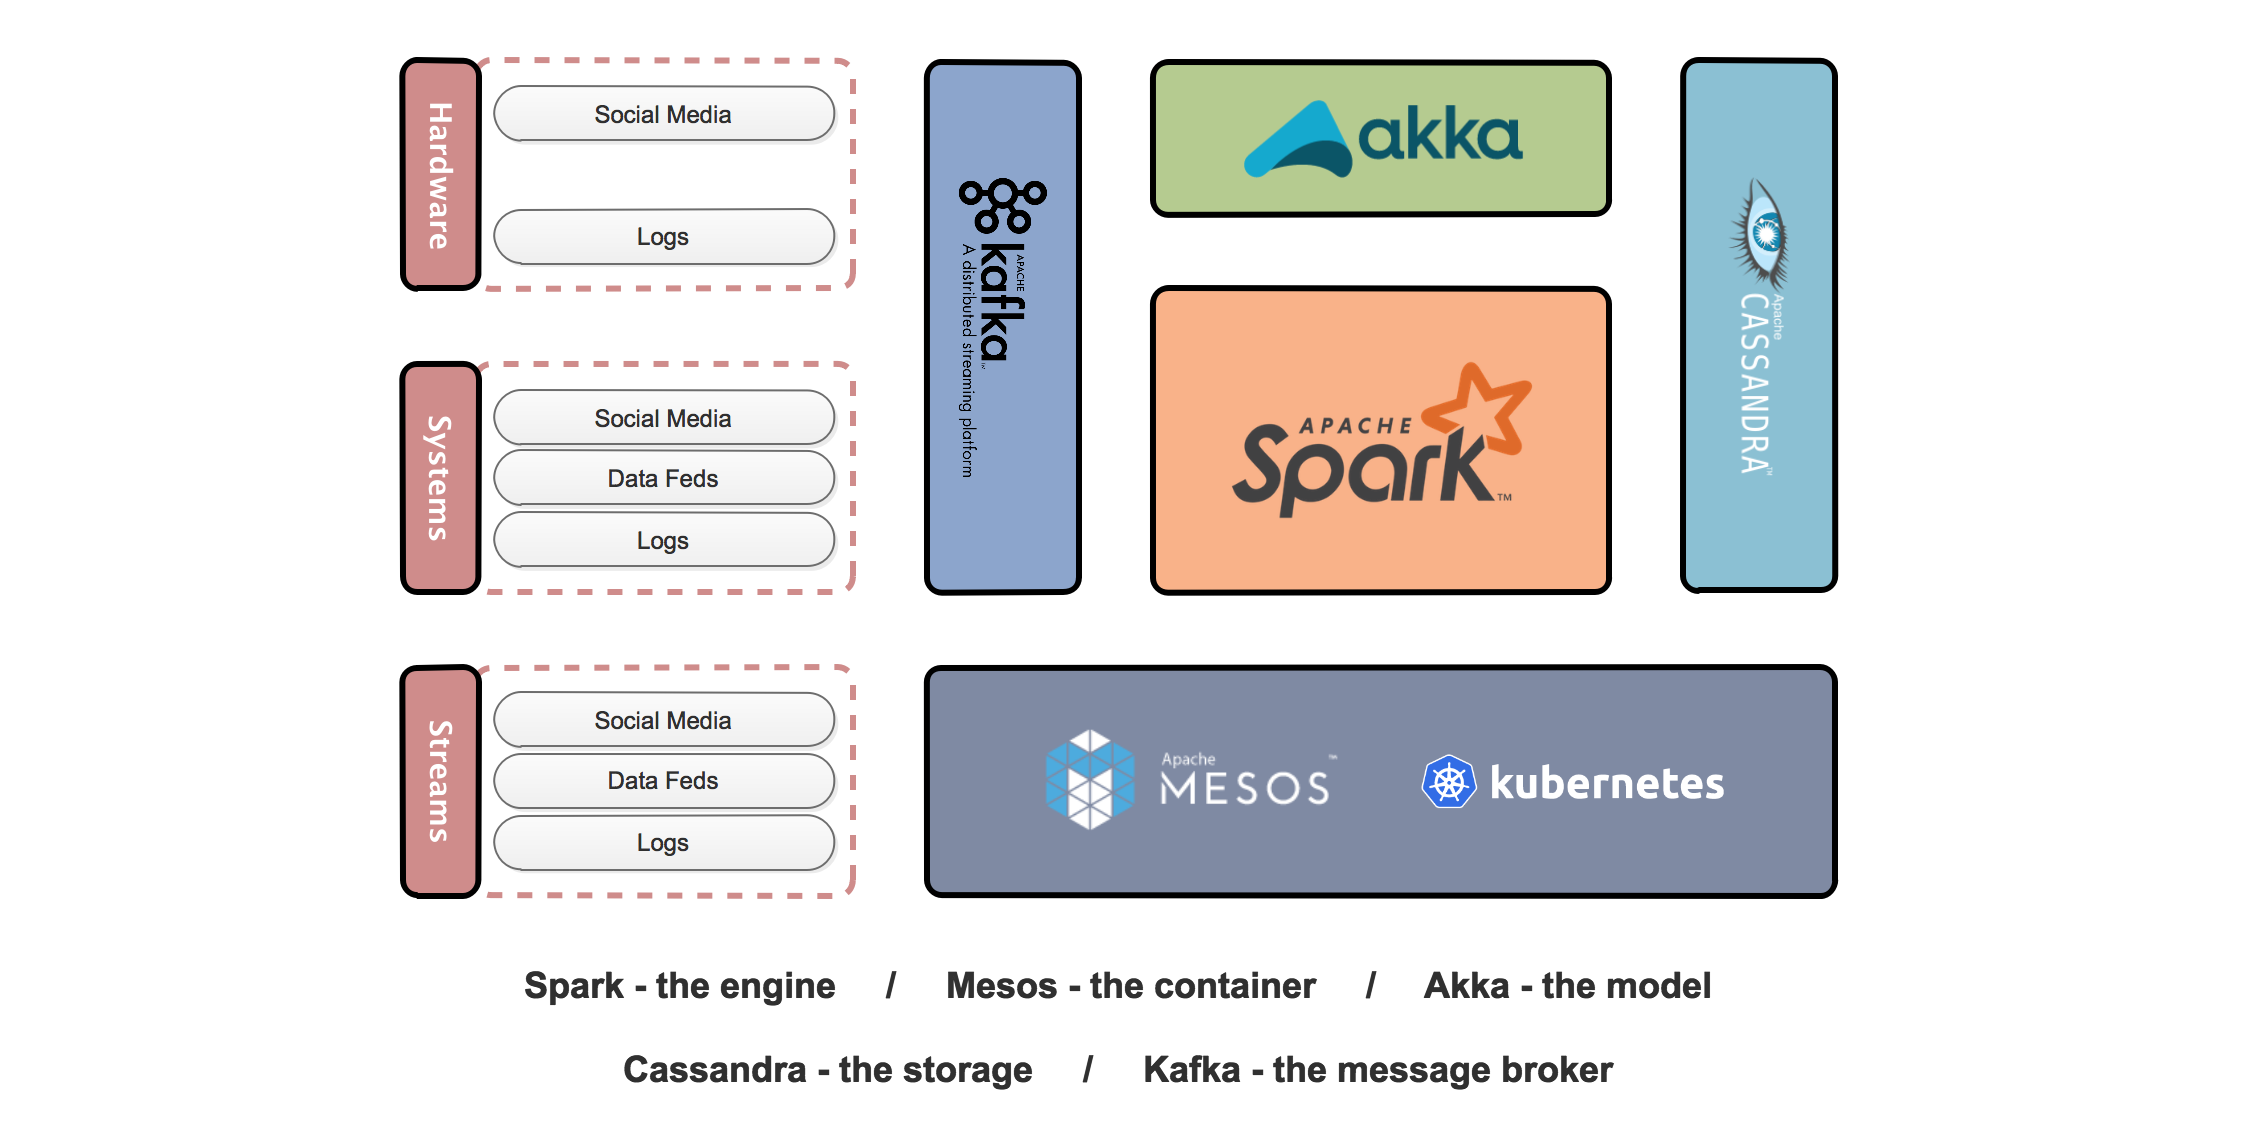 Hardware
Social Media
Logs
Systems
Social Media
Data Feds
Logs
Streams
Social Media
Data Feds
Logs
APACHE
kafka
A distributed streaming platform
akka
APACHE
Spark™
Apache
CASSANDRA™
Apache
MESOS™
kubernetes
Spark - the engine / Mesos - the container / Akka - the model
Cassandra - the storage / Kafka - the message broker